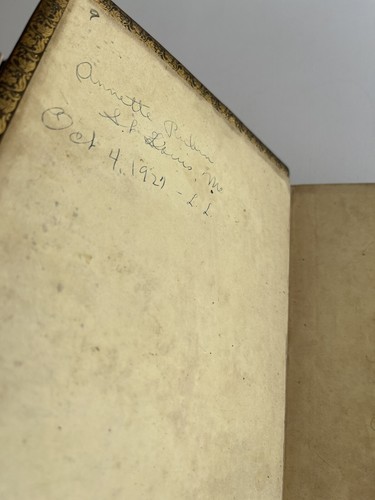 Annette
St. Louis, Mo
Oct 4, 1927 - L L